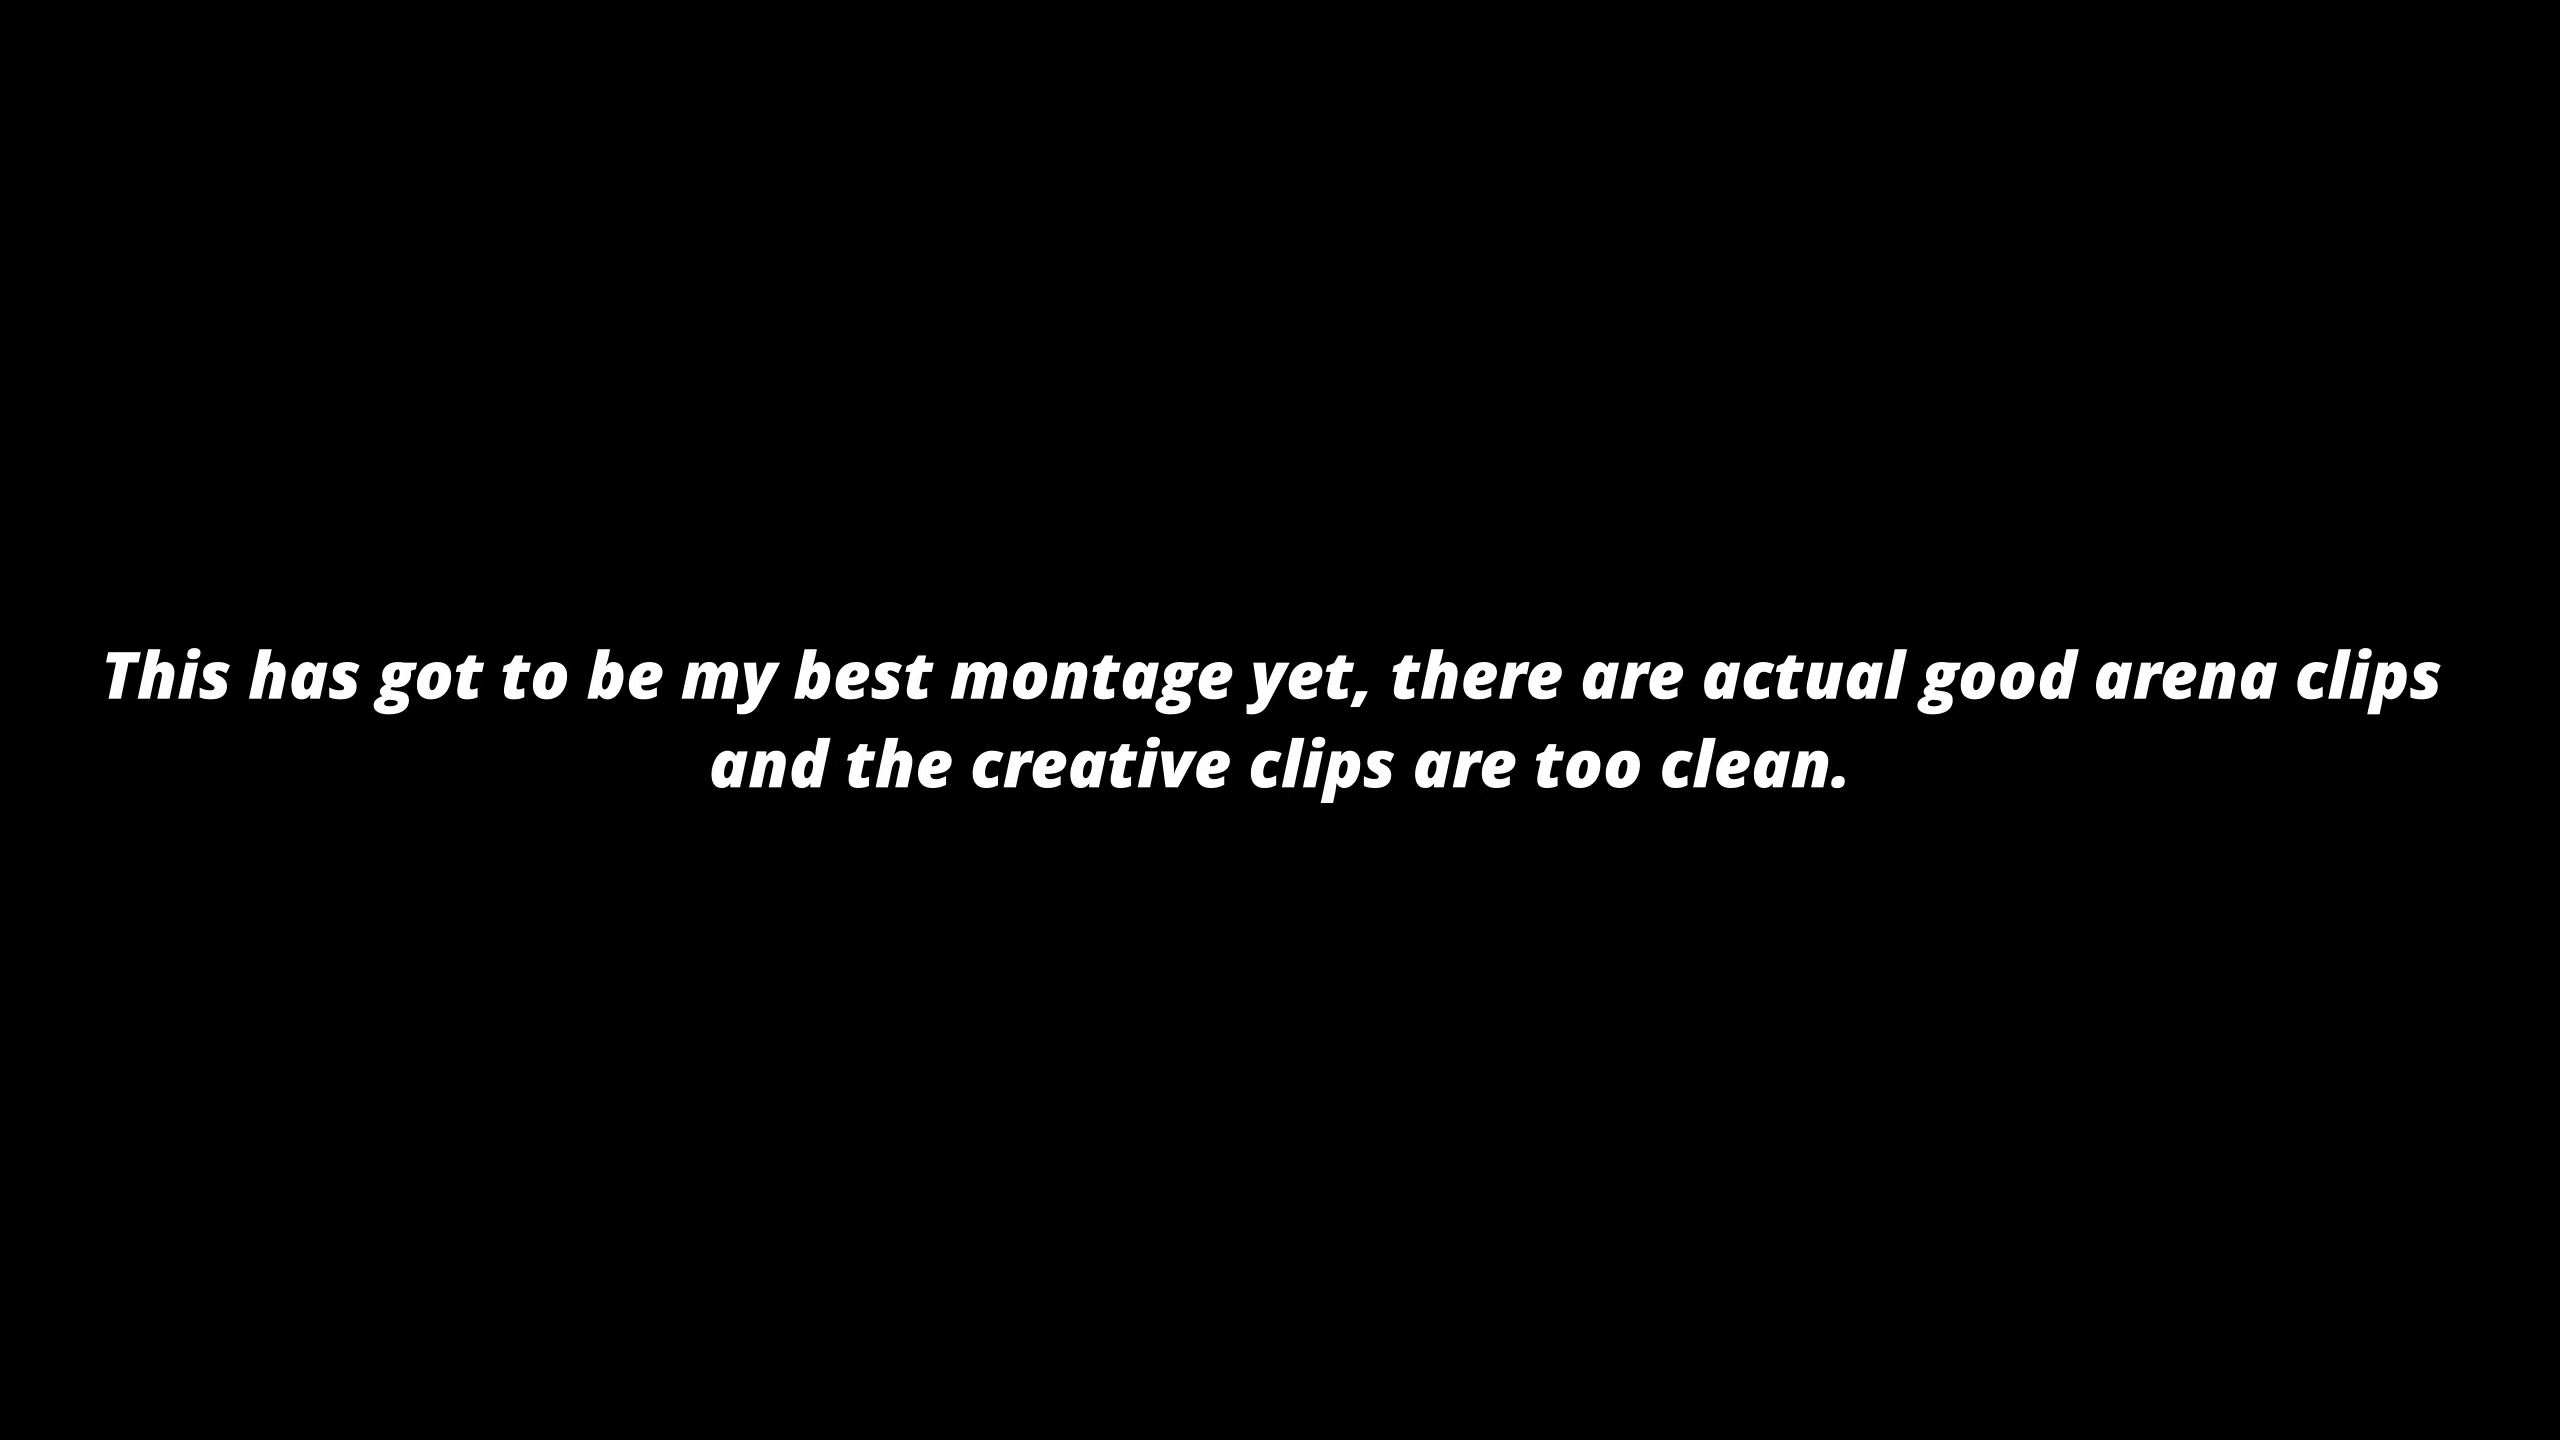 This has got to be my best montage yet, there are actual good arena clips
and the creative clips are too clean.